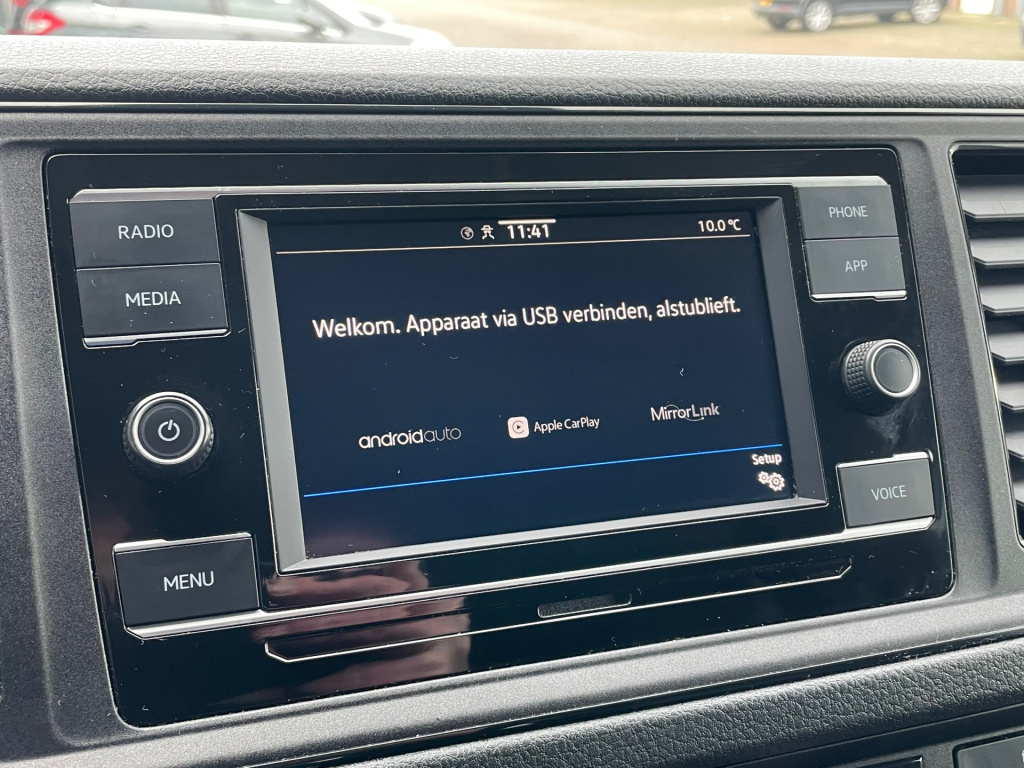 RADIO
MEDIA
11:41
10.0 °C
PHONE
APP
Welkom. Apparaat via USB verbinden, alstublieft.
androidauto
Apple CarPlay
MirrorLink
Setup
VOICE
MENU